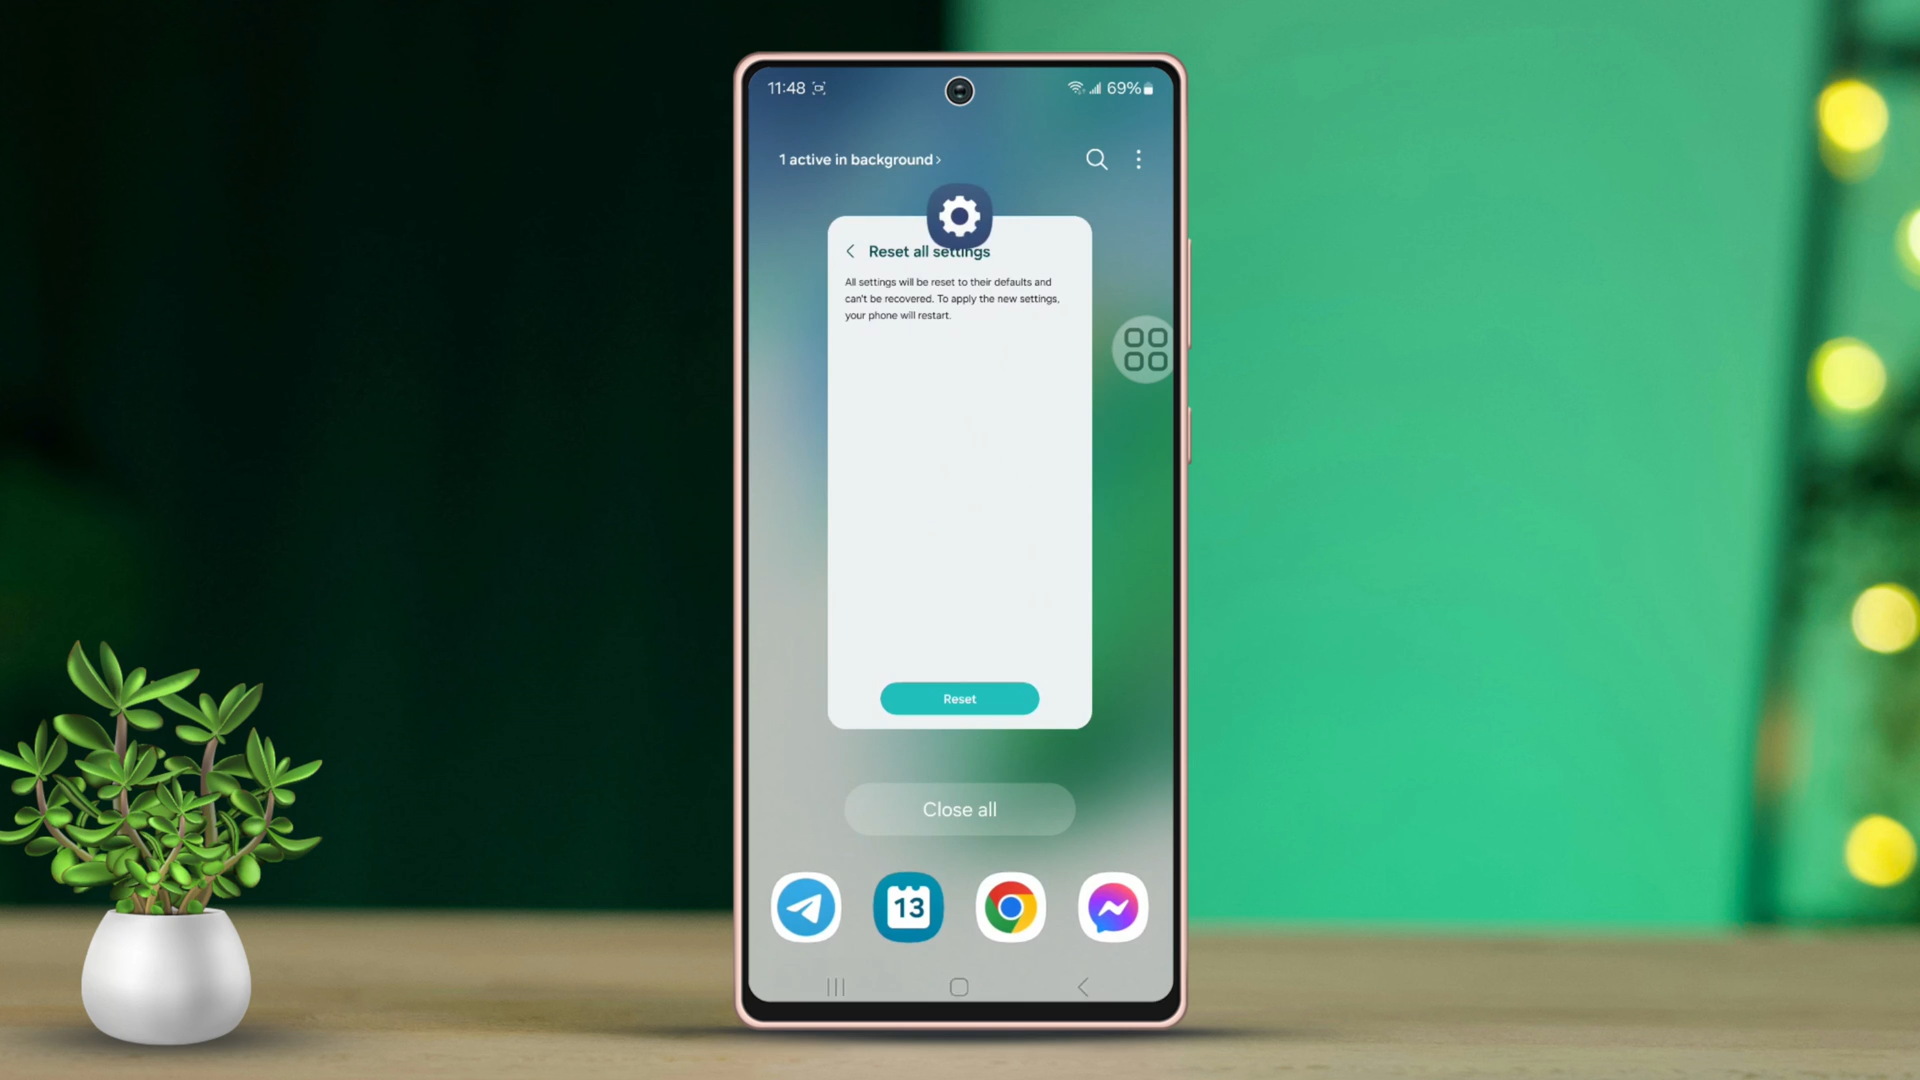 11:48
69%
1 active in background >
Reset all settings
All settings will be reset to their defaults and
can't be recovered. To apply the new settings,
your phone will restart.
Reset
Close all
13